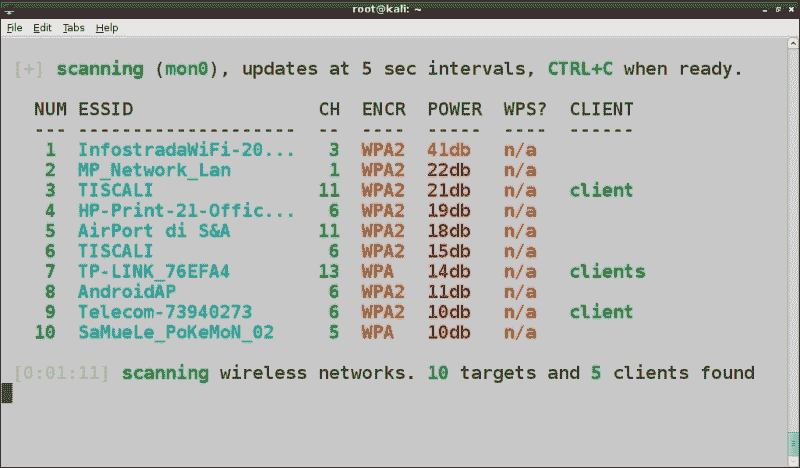 root@kali: ~
File Edit Tabs Help
[+] scanning (mon0), updates at 5 sec intervals, CTRL+C when ready.
NUM ESSID CH ENCR POWER WPS? CLIENT
--- -------------------- -- ---- ----- ---- ------
1 InfostradaWiFi-20... 3 WPA2 41db n/a
2 MP_Network_Lan 1 WPA2 22db n/a
3 TISCALI 11 WPA2 21db n/a client
4 HP-Print-21-Offic... 6 WPA2 19db n/a
5 AirPort di S&A 11 WPA2 18db n/a
6 TISCALI 6 WPA2 15db n/a
7 TP-LINK_76EFA4 13 WPA 14db n/a clients
8 AndroidAP 6 WPA2 11db n/a
9 Telecom-73940273 6 WPA2 10db n/a client
10 SaMueLe_PoKeMoN_02 5 WPA 10db n/a
[0:01:11] scanning wireless networks. 10 targets and 5 clients found